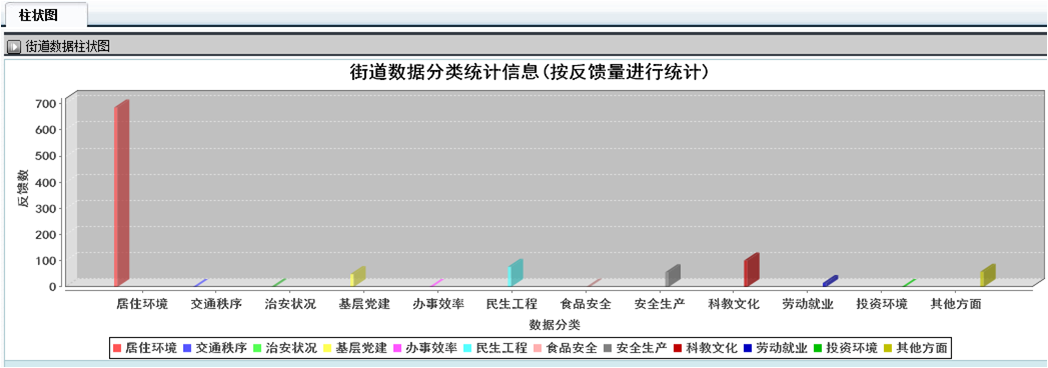 柱状图
街道数据柱状图
街道数据分类统计信息(按反馈量进行统计)
700
600
500
400
300
200
100
0
反馈数
居住环境 交通秩序 治安状况 基层党建 办事效率 民生工程 食品安全 安全生产 科教文化 劳动就业 投资环境 其他方面
数据分类
居住环境 交通秩序 治安状况 基层党建 办事效率 民生工程 食品安全 安全生产 科教文化 劳动就业 投资环境 其他方面